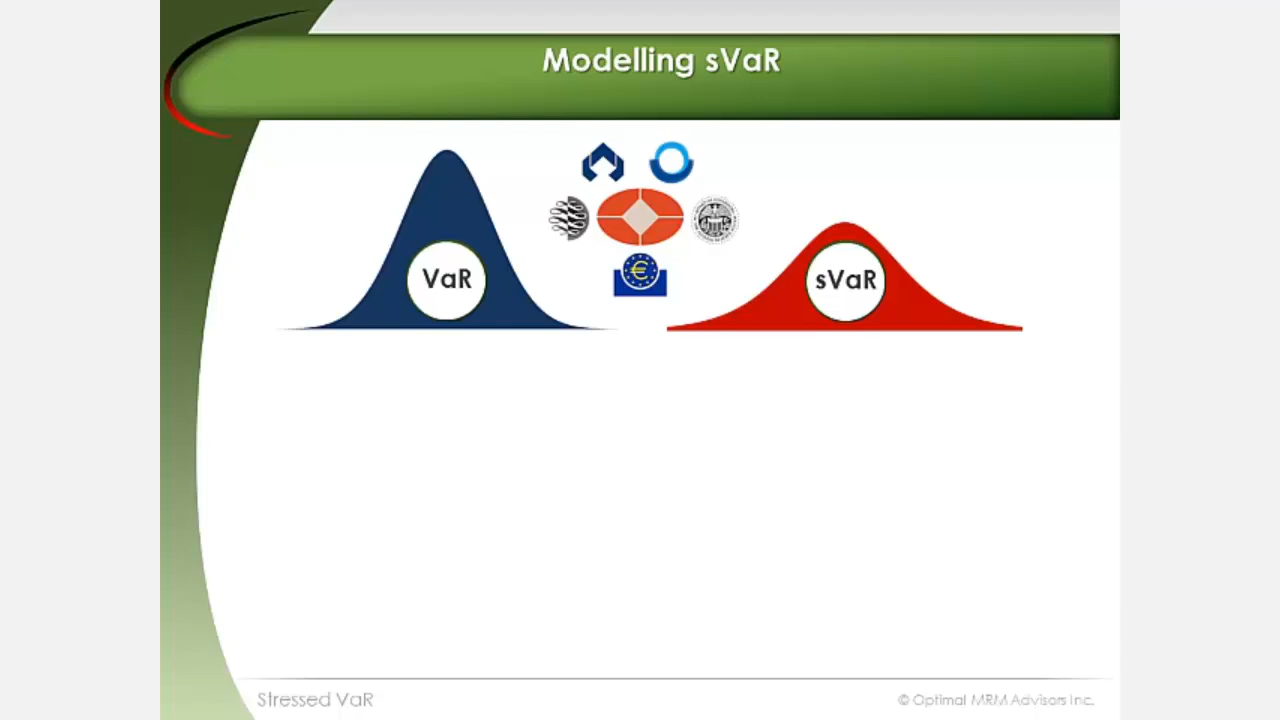 Modelling sVaR
VaR
sVaR
Stressed VaR
© Optimal MRM Advisors Inc.